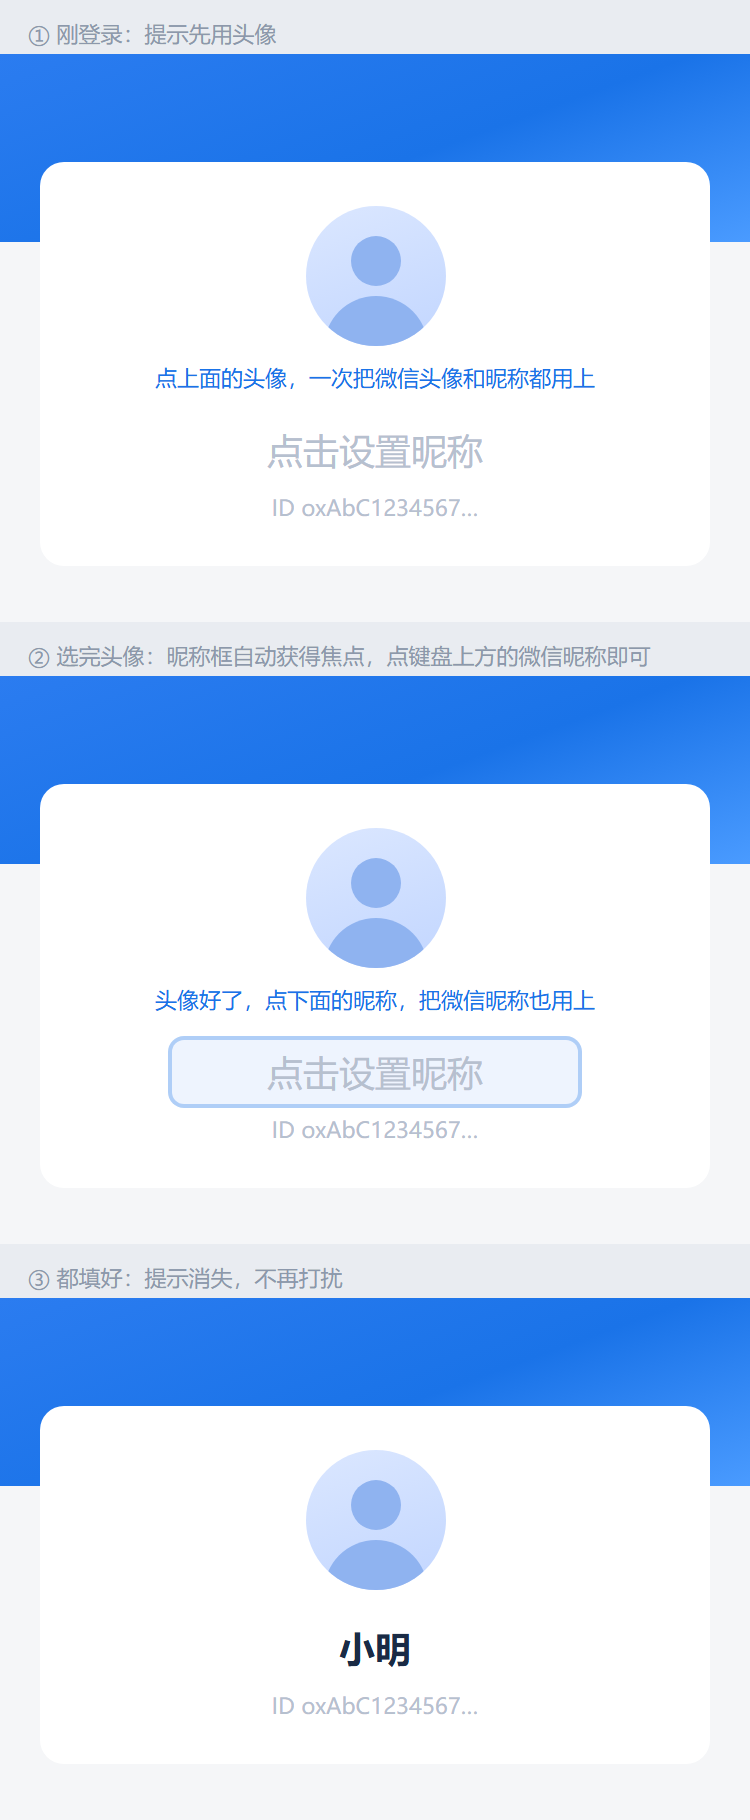 ① 刚登录：提示先用头像
点上面的头像，一次把微信头像和昵称都用上
点击设置昵称
ID oxAbC1234567...
② 选完头像：昵称框自动获得焦点，点键盘上方的微信昵称即可
头像好了，点下面的昵称，把微信昵称也用上
点击设置昵称
ID oxAbC1234567...
③ 都填好：提示消失，不再打扰
小明
ID oxAbC1234567...